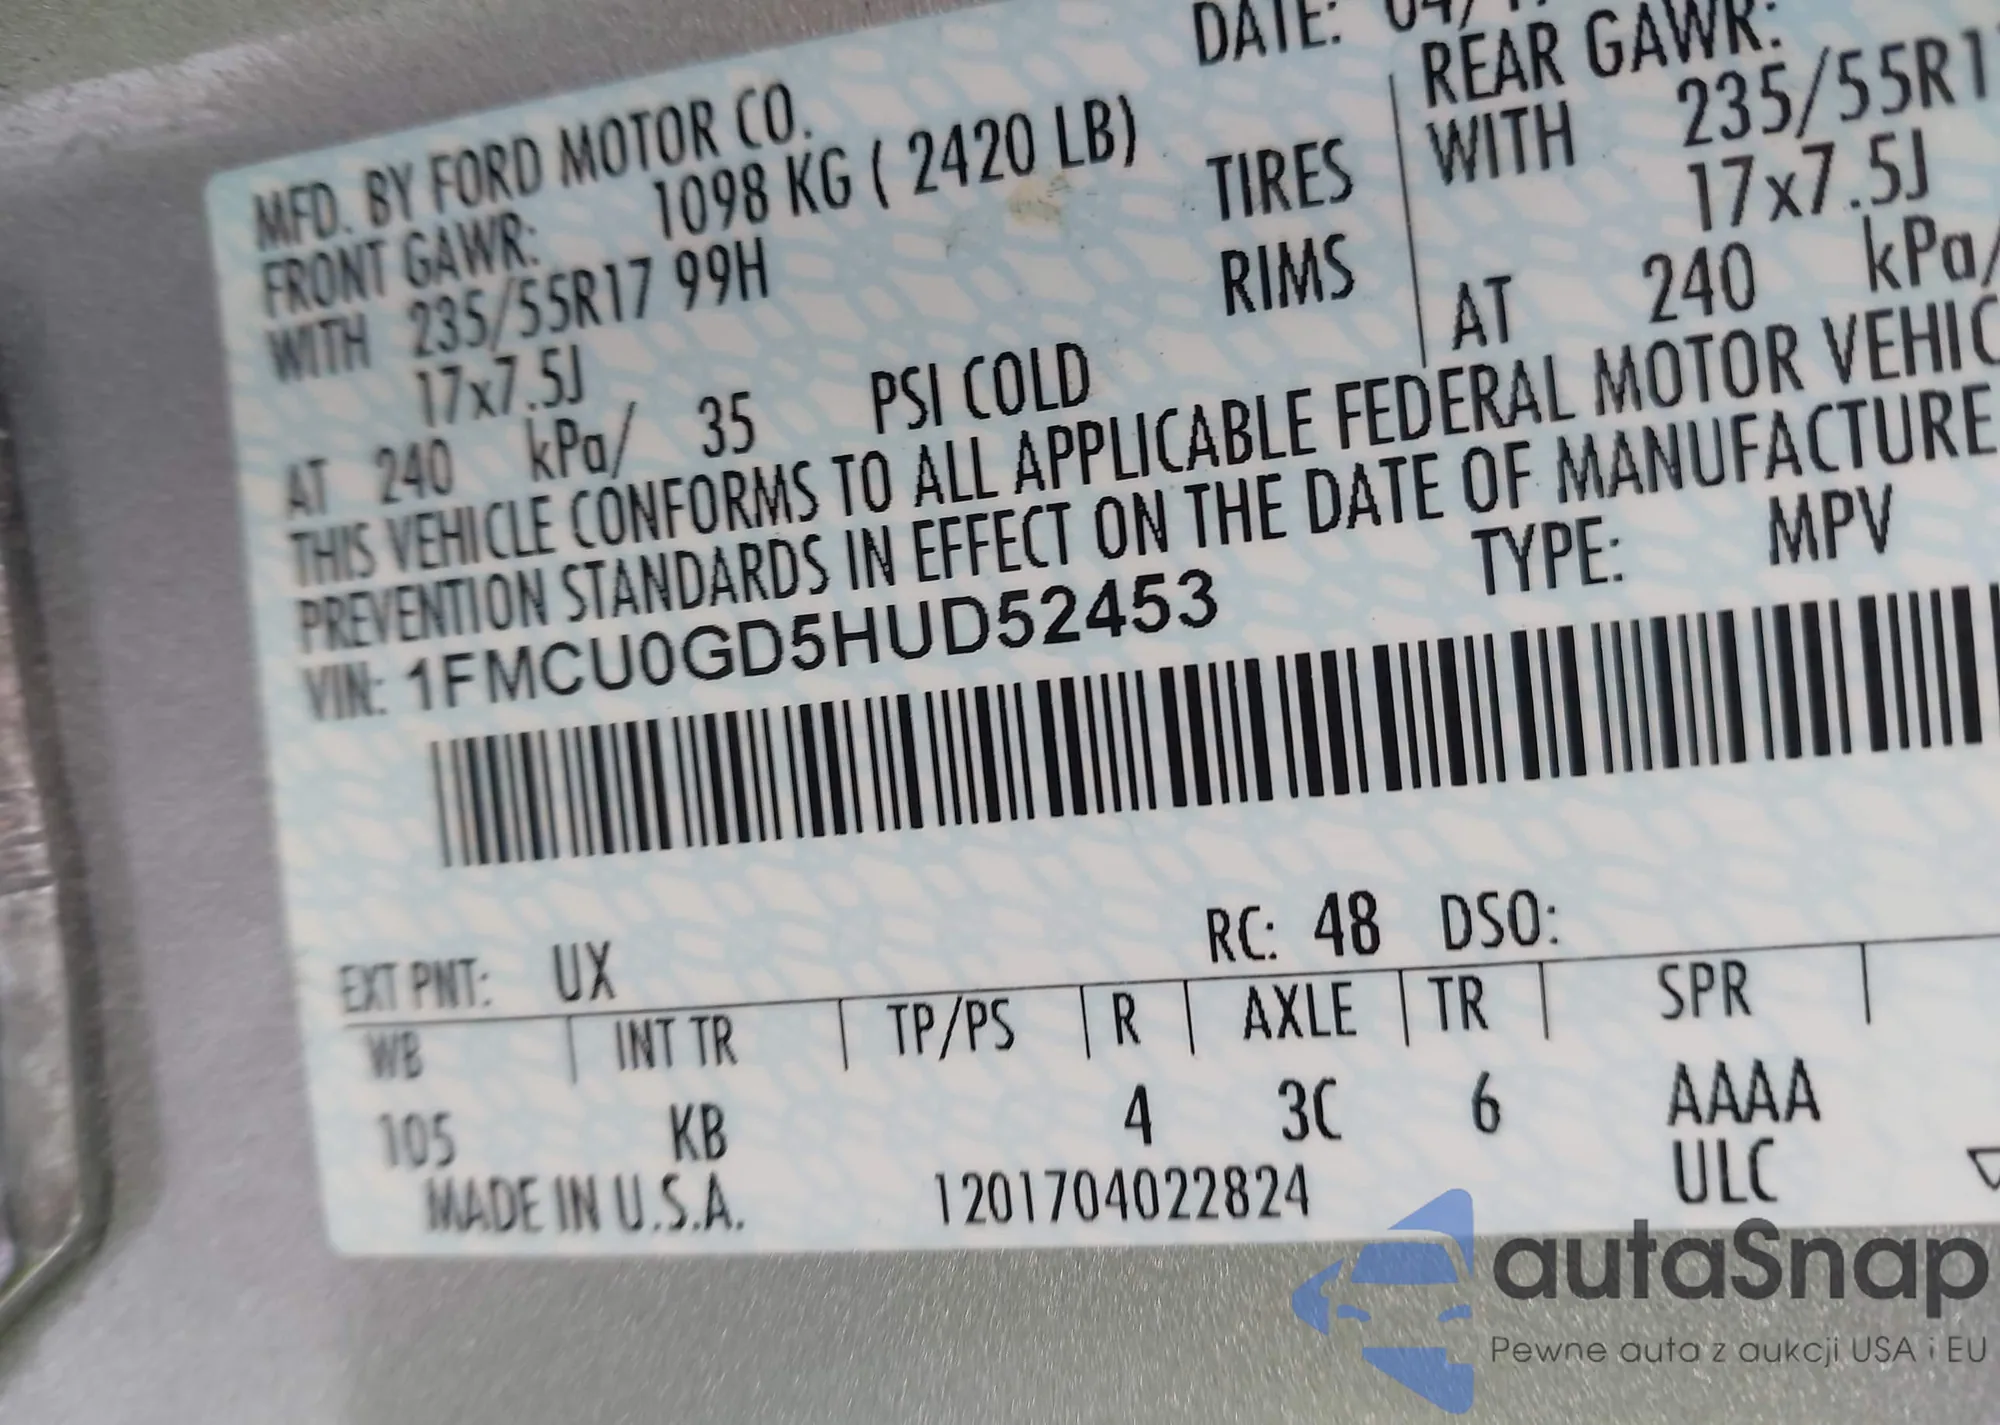 DATE: 04/1
MFD. BY FORD MOTOR CO.
FRONT GAWR: 1098 KG ( 2420 LB)
REAR GAWR:
WITH 235/55R17 99H TIRES
WITH 235/55R17
17x7.5J RIMS
17x7.5J
AT 240 kPa/ 35 PSI COLD
AT 240 kPa/
THIS VEHICLE CONFORMS TO ALL APPLICABLE FEDERAL MOTOR VEHIC
PREVENTION STANDARDS IN EFFECT ON THE DATE OF MANUFACTURE
VIN: 1FMCU0GD5HUD52453
TYPE: MPV
EXT PNT: UX RC: 48 DSO:
WB | INT TR | TP/PS | R | AXLE | TR | SPR |
105 KB 4 3C 6 AAAA
MADE IN U.S.A. 1201704022824 ULC
autaSnap
Pewne auta z aukcji USA i EU